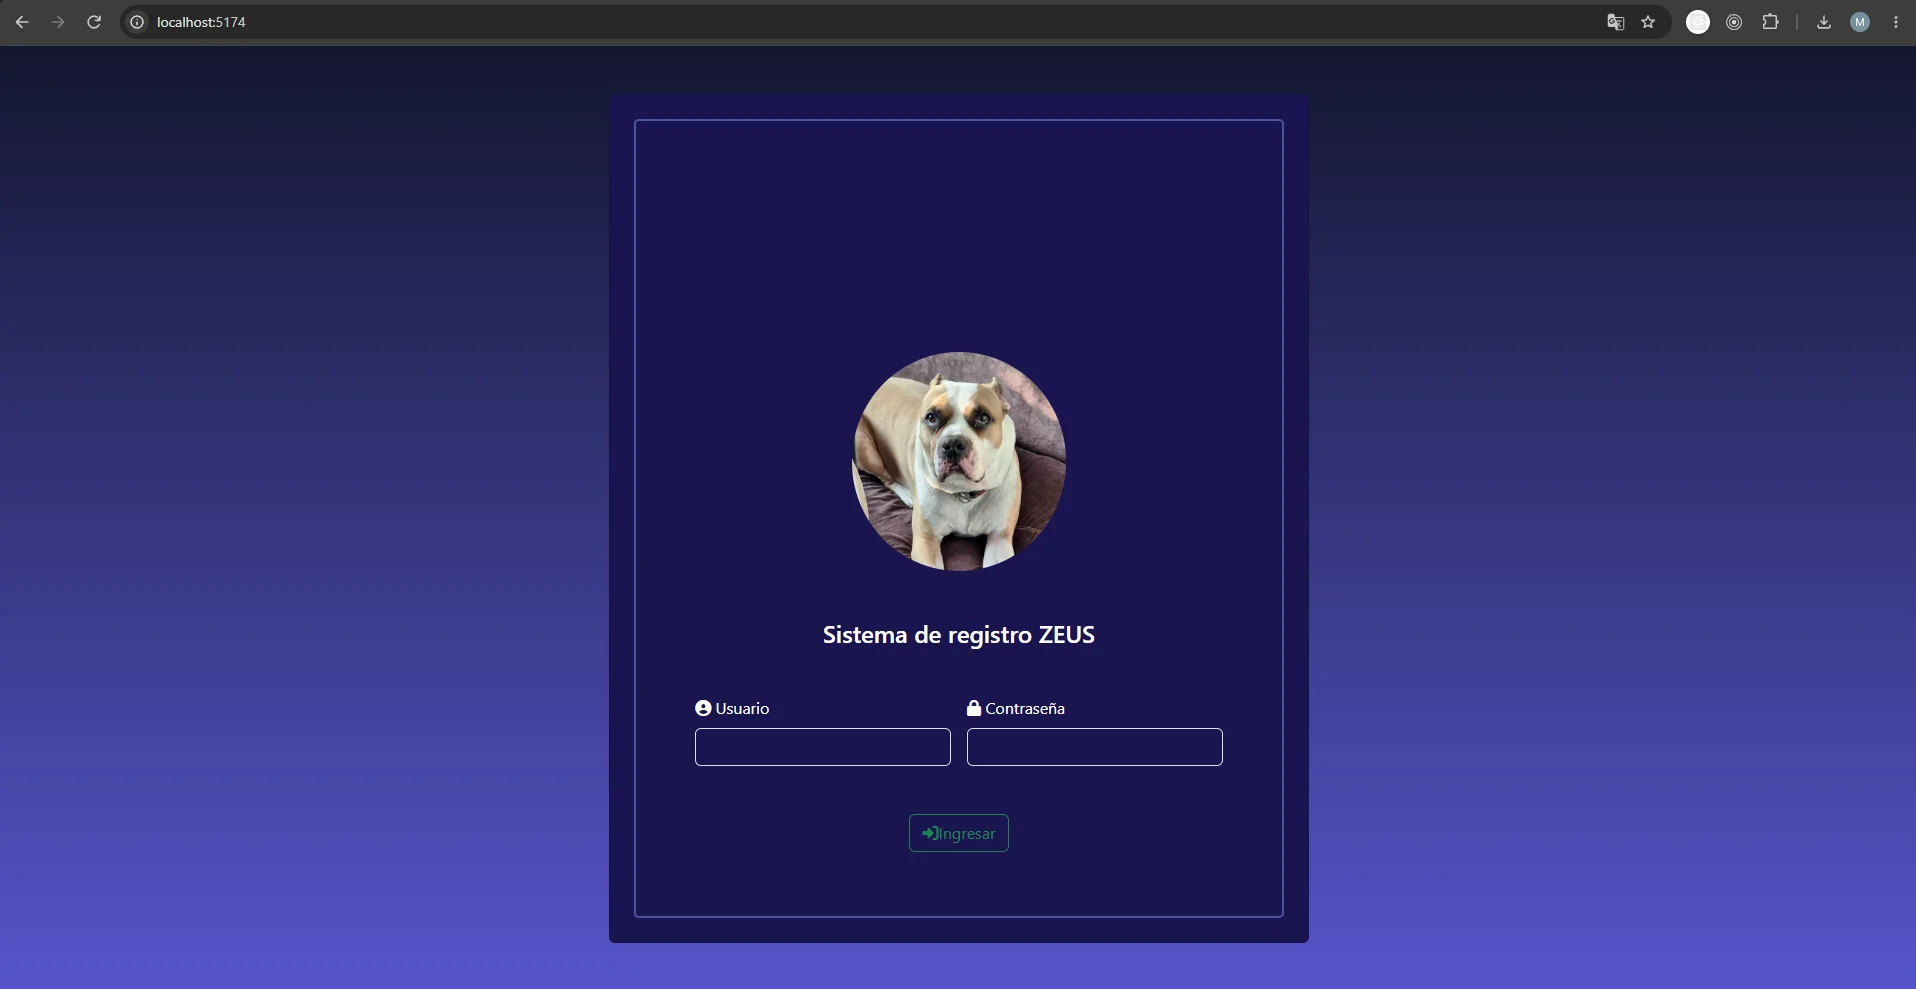 localhost:5174
M
Sistema de registro ZEUS
Usuario
Contraseña
Ingresar